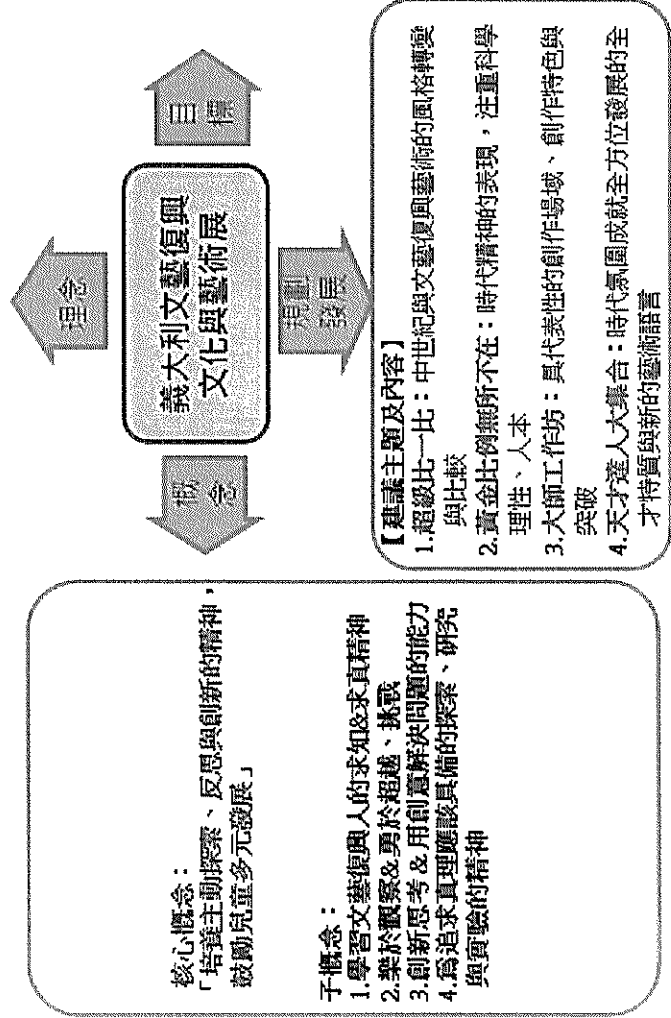 理念
概
念
義大利文藝復興
文化與藝術展
目
標
規劃
發展
核心概念：
「培養主動探索、反思與創新的精神，
鼓勵兒童多元發展」
子概念：
1.學習文藝復興人的求知&求真精神
2.樂於觀察&勇於超越、挑戰
3.創新思考&用創意解決問題的能力
4.為追求真理應該具備的探索、研究
與實驗的精神
【建議主題及內容】
1.超級比一比：中世紀與文藝復興藝術的風格轉變
與比較
2.黃金比例無所不在：時代精神的表現，注重科學
理性、人本
3.大師工作坊：具代表性的創作場域、創作特色與
突破
4.天才達人大集合：時代氛圍成就全方位發展的全
才特質與新的藝術語言